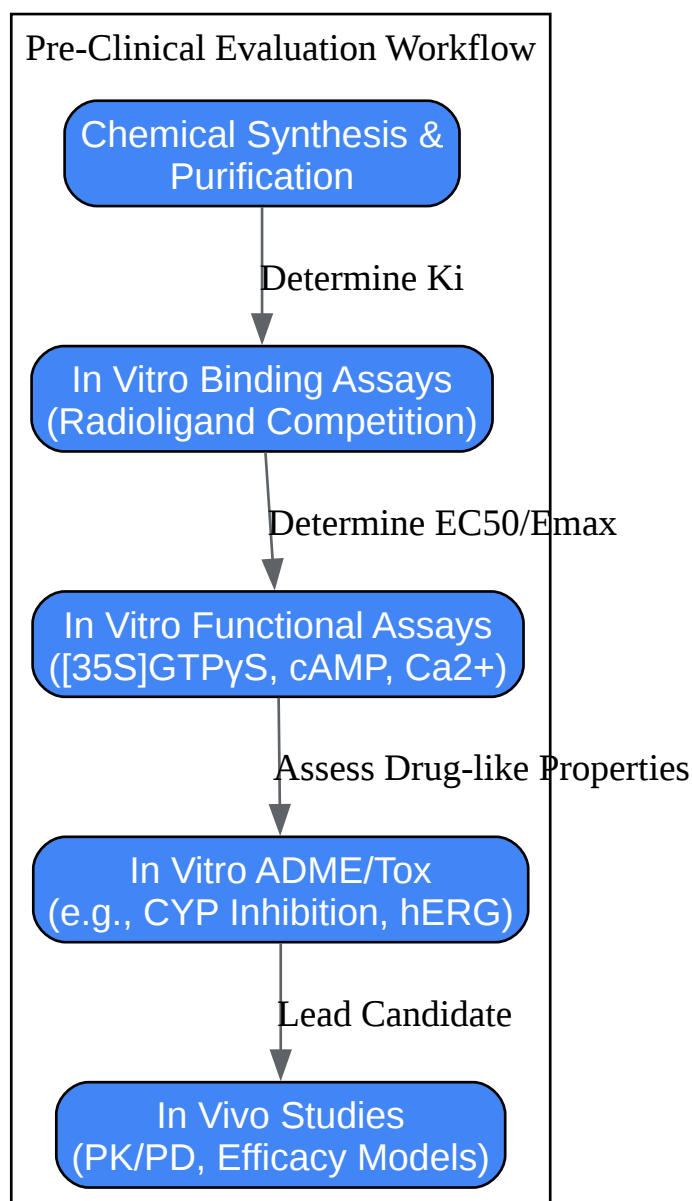 Pre-Clinical Evaluation Workflow
Chemical Synthesis &
Purification
Determine Ki
In Vitro Binding Assays
(Radioligand Competition)
Determine EC50/Emax
In Vitro Functional Assays
([35S]GTPγS, cAMP, Ca2+)
Assess Drug-like Properties
In Vitro ADME/Tox
(e.g., CYP Inhibition, hERG)
Lead Candidate
In Vivo Studies
(PK/PD, Efficacy Models)